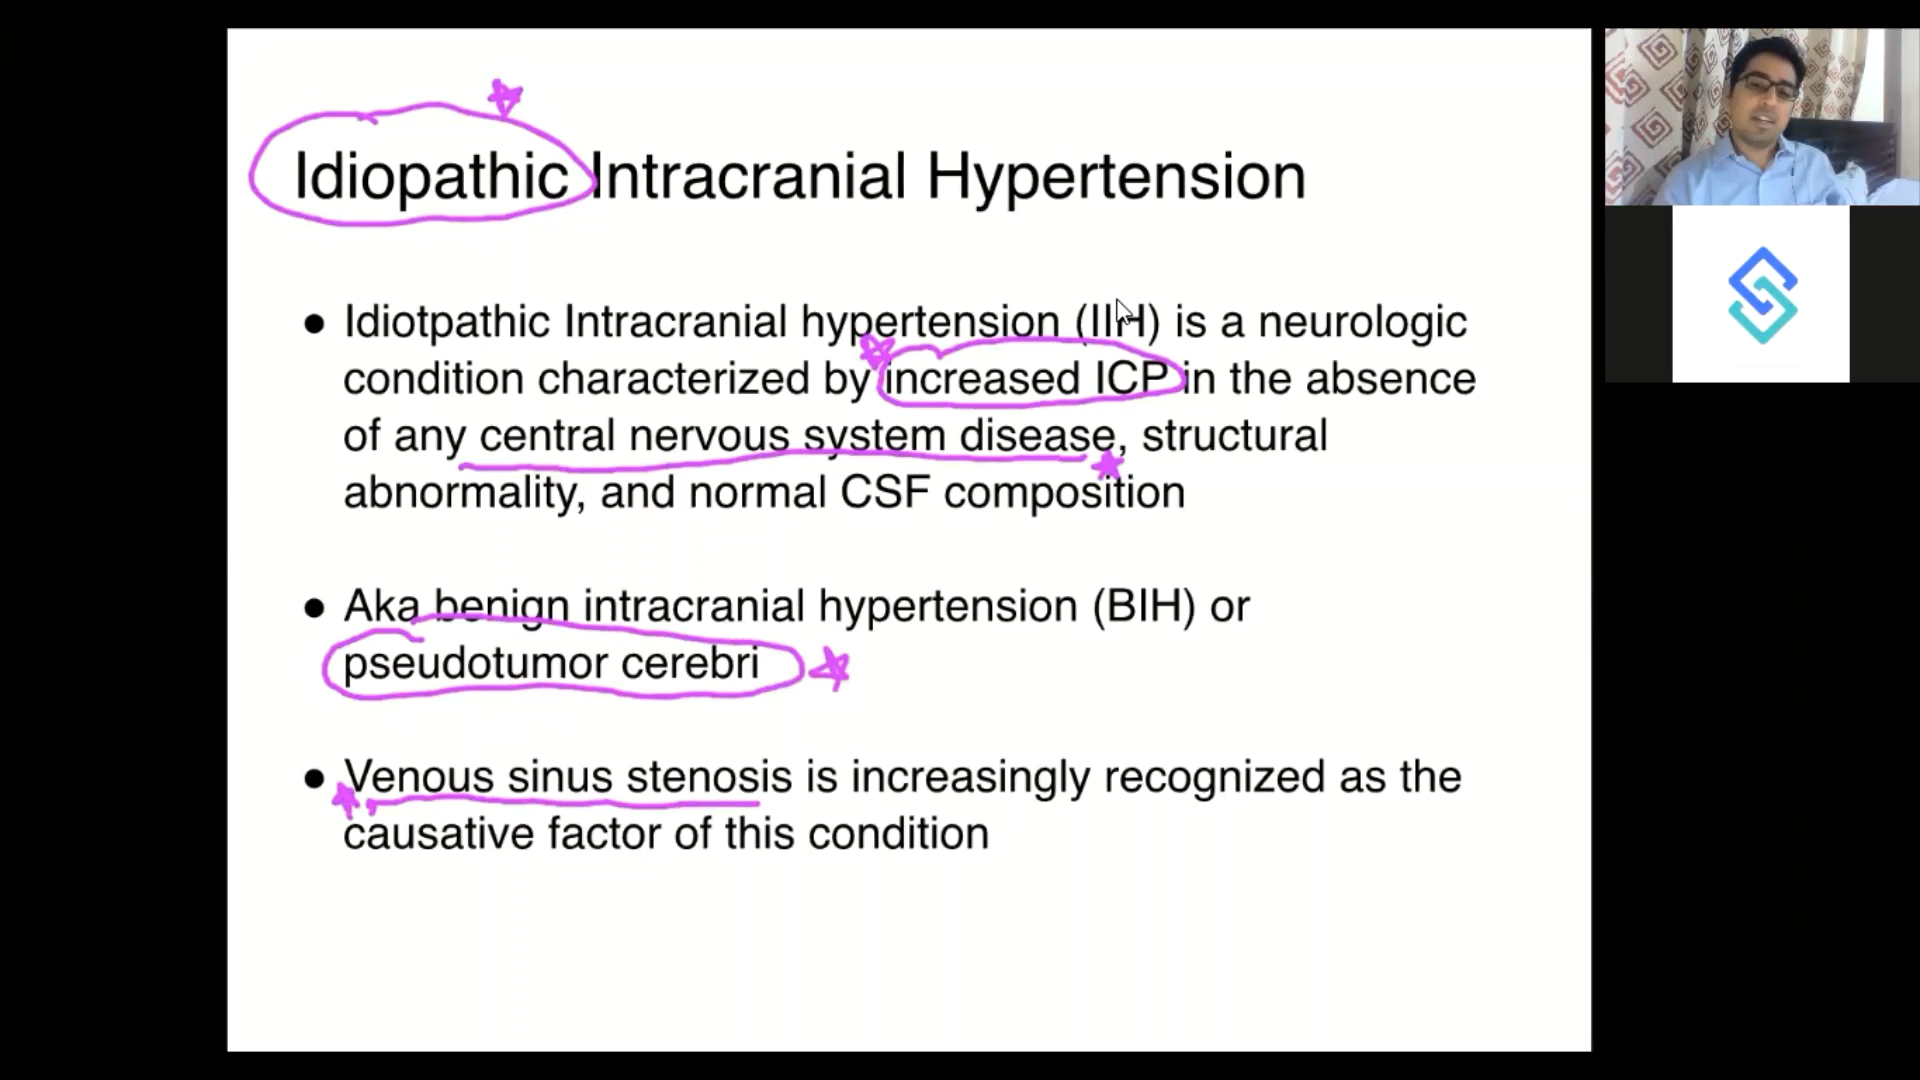 Idiopathic Intracranial Hypertension
● Idiotpathic Intracranial hypertension (IIH) is a neurologic
condition characterized by increased ICP in the absence
of any central nervous system disease, structural
abnormality, and normal CSF composition
● Aka benign intracranial hypertension (BIH) or
pseudotumor cerebri
● Venous sinus stenosis is increasingly recognized as the
causative factor of this condition